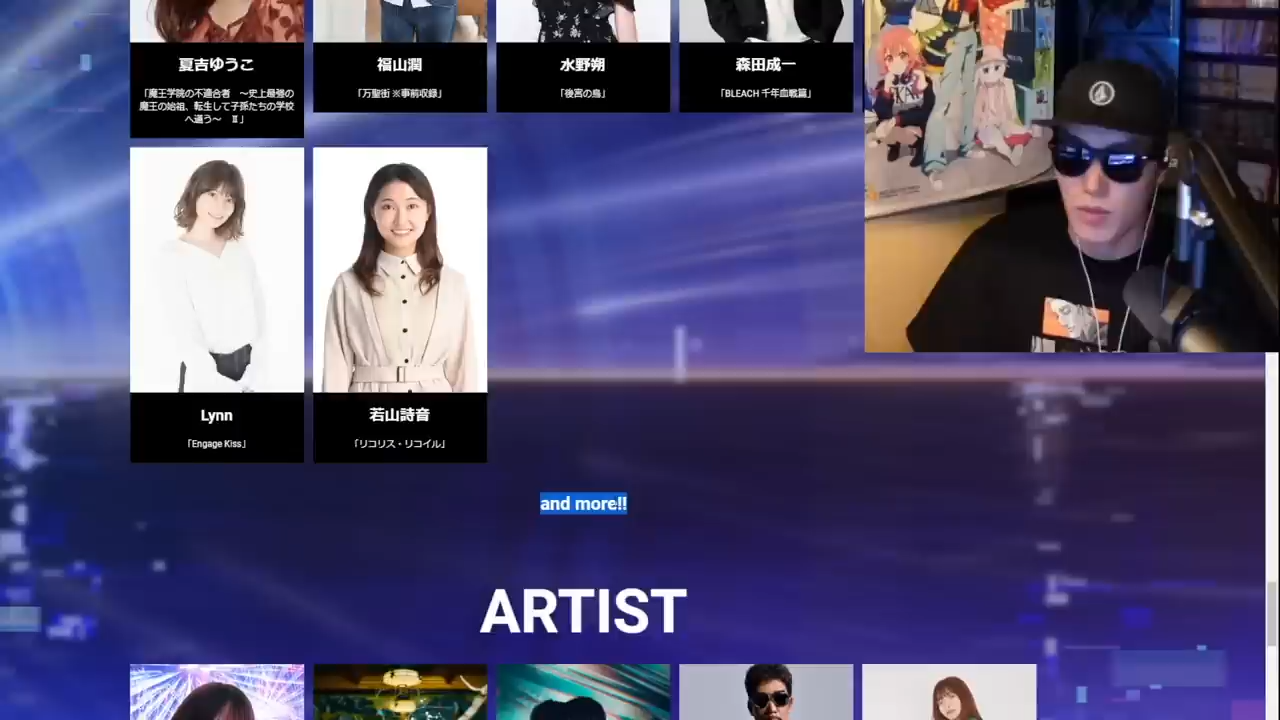 夏吉ゆうこ
「魔王学院の不適合者　～史上最強の
魔王の始祖、転生して子孫たちの学校
へ通う～　Ⅱ」
福山潤
「万聖街 ※事前収録」
水野朔
「後宮の烏」
森田成一
「BLEACH 千年血戦篇」
Lynn
「Engage Kiss」
若山詩音
「リコリス・リコイル」
and more!!
ARTIST